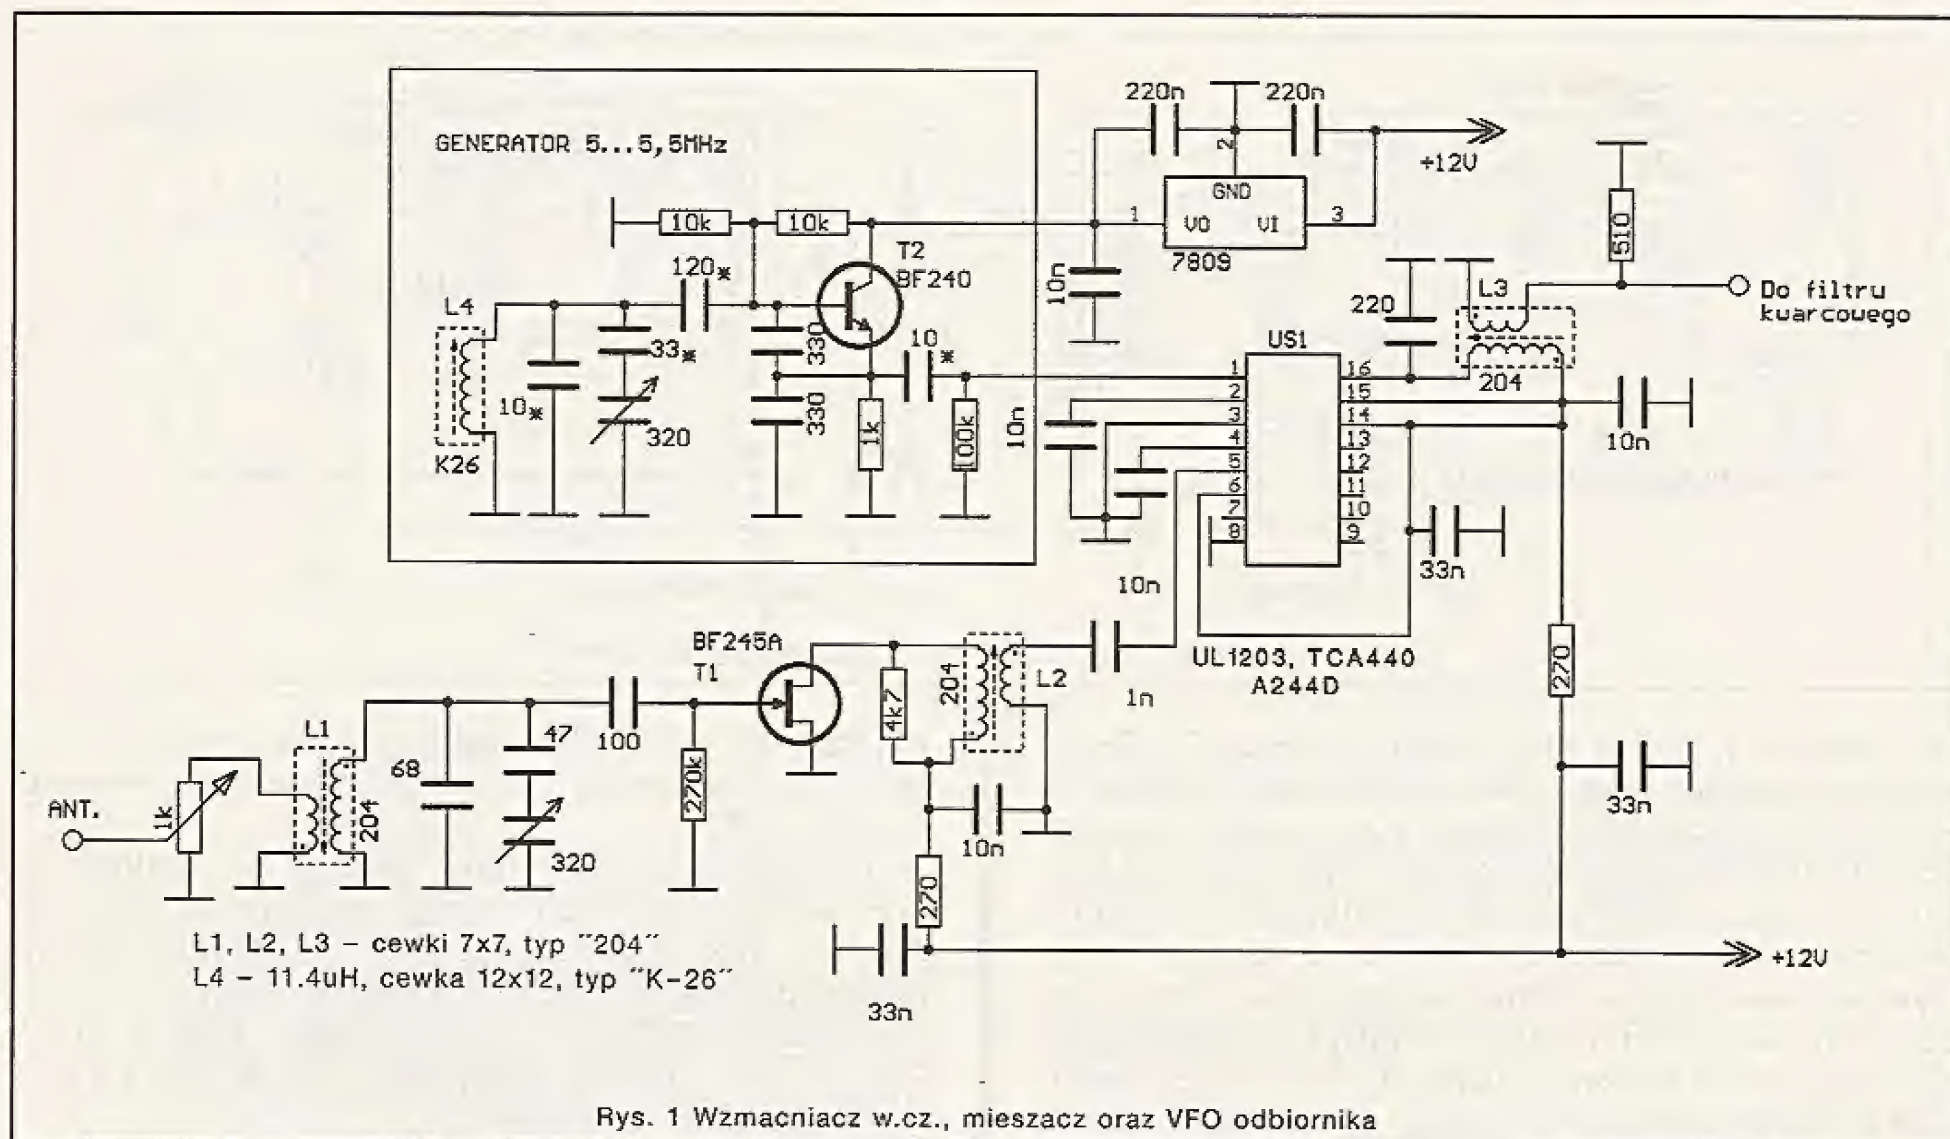 GENERATOR 5...5,5MHz
220n
220n
+12V
2
GND
VO
VI
1
3
7809
510
10k
10k
T2
BF240
120*
10n
L4
33*
330
10*
10*
320
330
1k
100k
K26
220
L3
Do filtru
kwarcowego
204
US1
1
2
3
4
5
6
7
8
16
15
14
13
12
11
10
9
10n
10n
10n
33n
UL1203, TCA440
A244D
270
BF245A
T1
4k7
204
L2
1n
L1
47
100
68
270k
ANT.
1k
204
320
10n
270
33n
33n
+12V
L1, L2, L3 – cewki 7x7, typ "204"
L4 – 11.4uH, cewka 12x12, typ "K-26"
Rys. 1 Wzmacniacz w.cz., mieszacz oraz VFO odbiornika